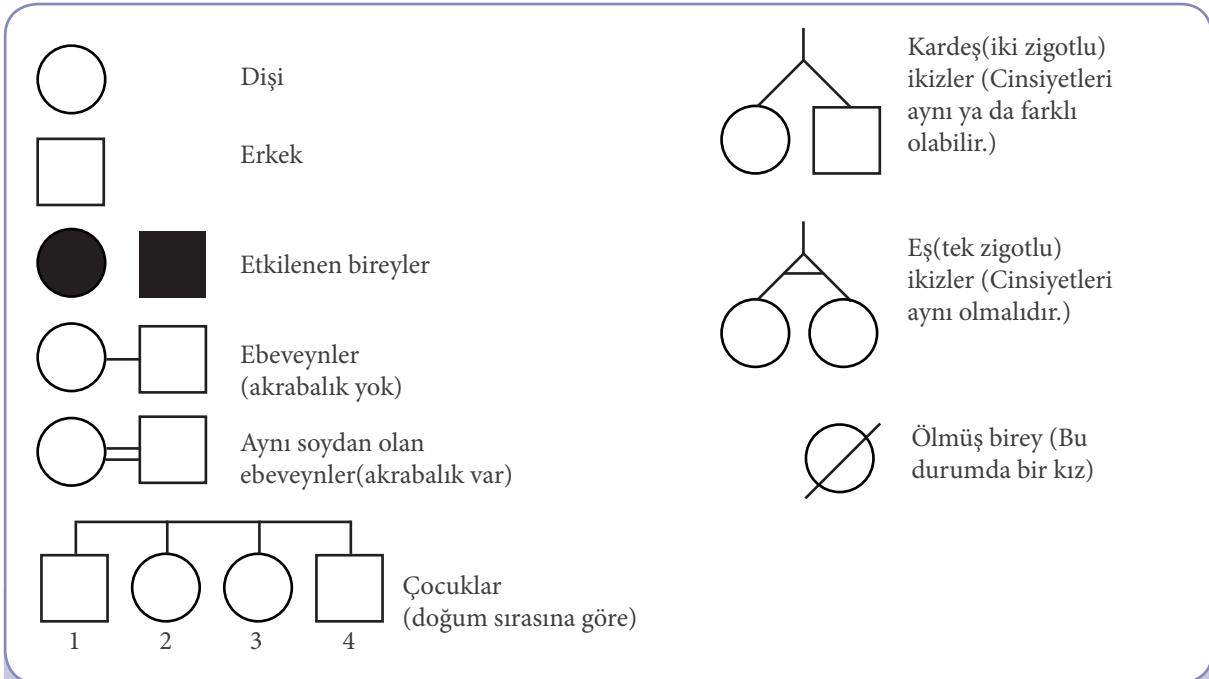 Dişi
Erkek
Etkilenen bireyler
Ebeveynler
(akrabalık yok)
Aynı soydan olan
ebeveynler(akrabalık var)
Çocuklar
(doğum sırasına göre)
1 2 3 4
Kardeş(iki zigotlu)
ikizler (Cinsiyetleri
aynı ya da farklı
olabilir.)
Eş(tek zigotlu)
ikizler (Cinsiyetleri
aynı olmalıdır.)
Ölmüş birey (Bu
durumda bir kız)